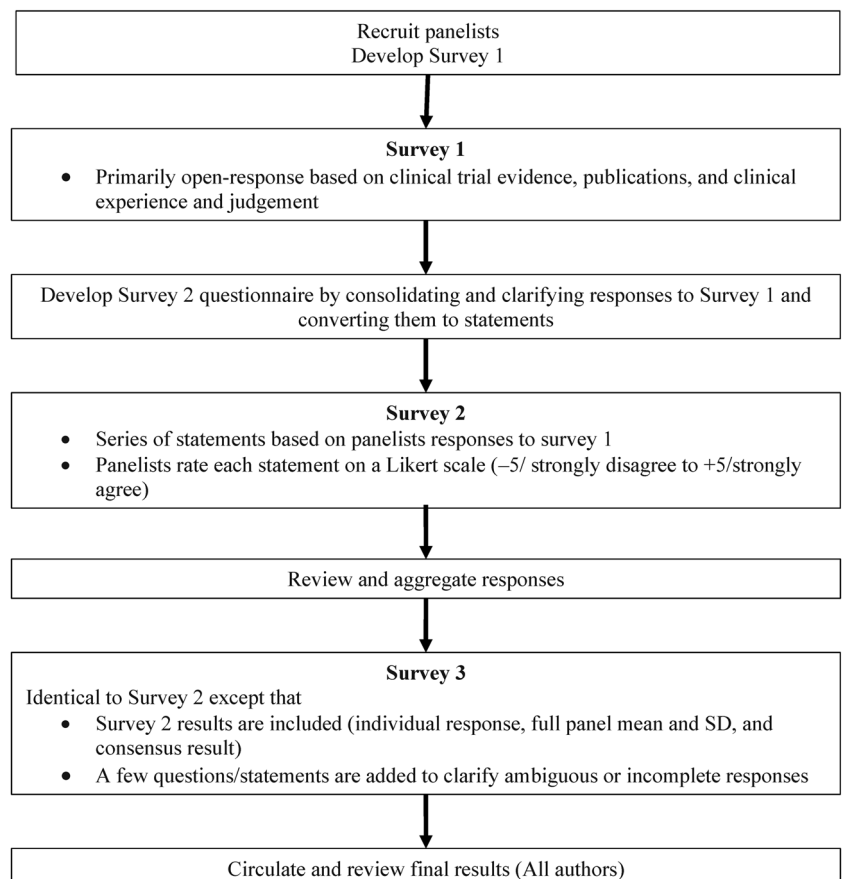 Recruit panelists
Develop Survey 1
Survey 1
• Primarily open-response based on clinical trial evidence, publications, and clinical
experience and judgement
Develop Survey 2 questionnaire by consolidating and clarifying responses to Survey 1 and
converting them to statements
Survey 2
• Series of statements based on panelists responses to survey 1
• Panelists rate each statement on a Likert scale (–5/ strongly disagree to +5/strongly
agree)
Review and aggregate responses
Survey 3
Identical to Survey 2 except that
• Survey 2 results are included (individual response, full panel mean and SD, and
consensus result)
• A few questions/statements are added to clarify ambiguous or incomplete responses
Circulate and review final results (All authors)